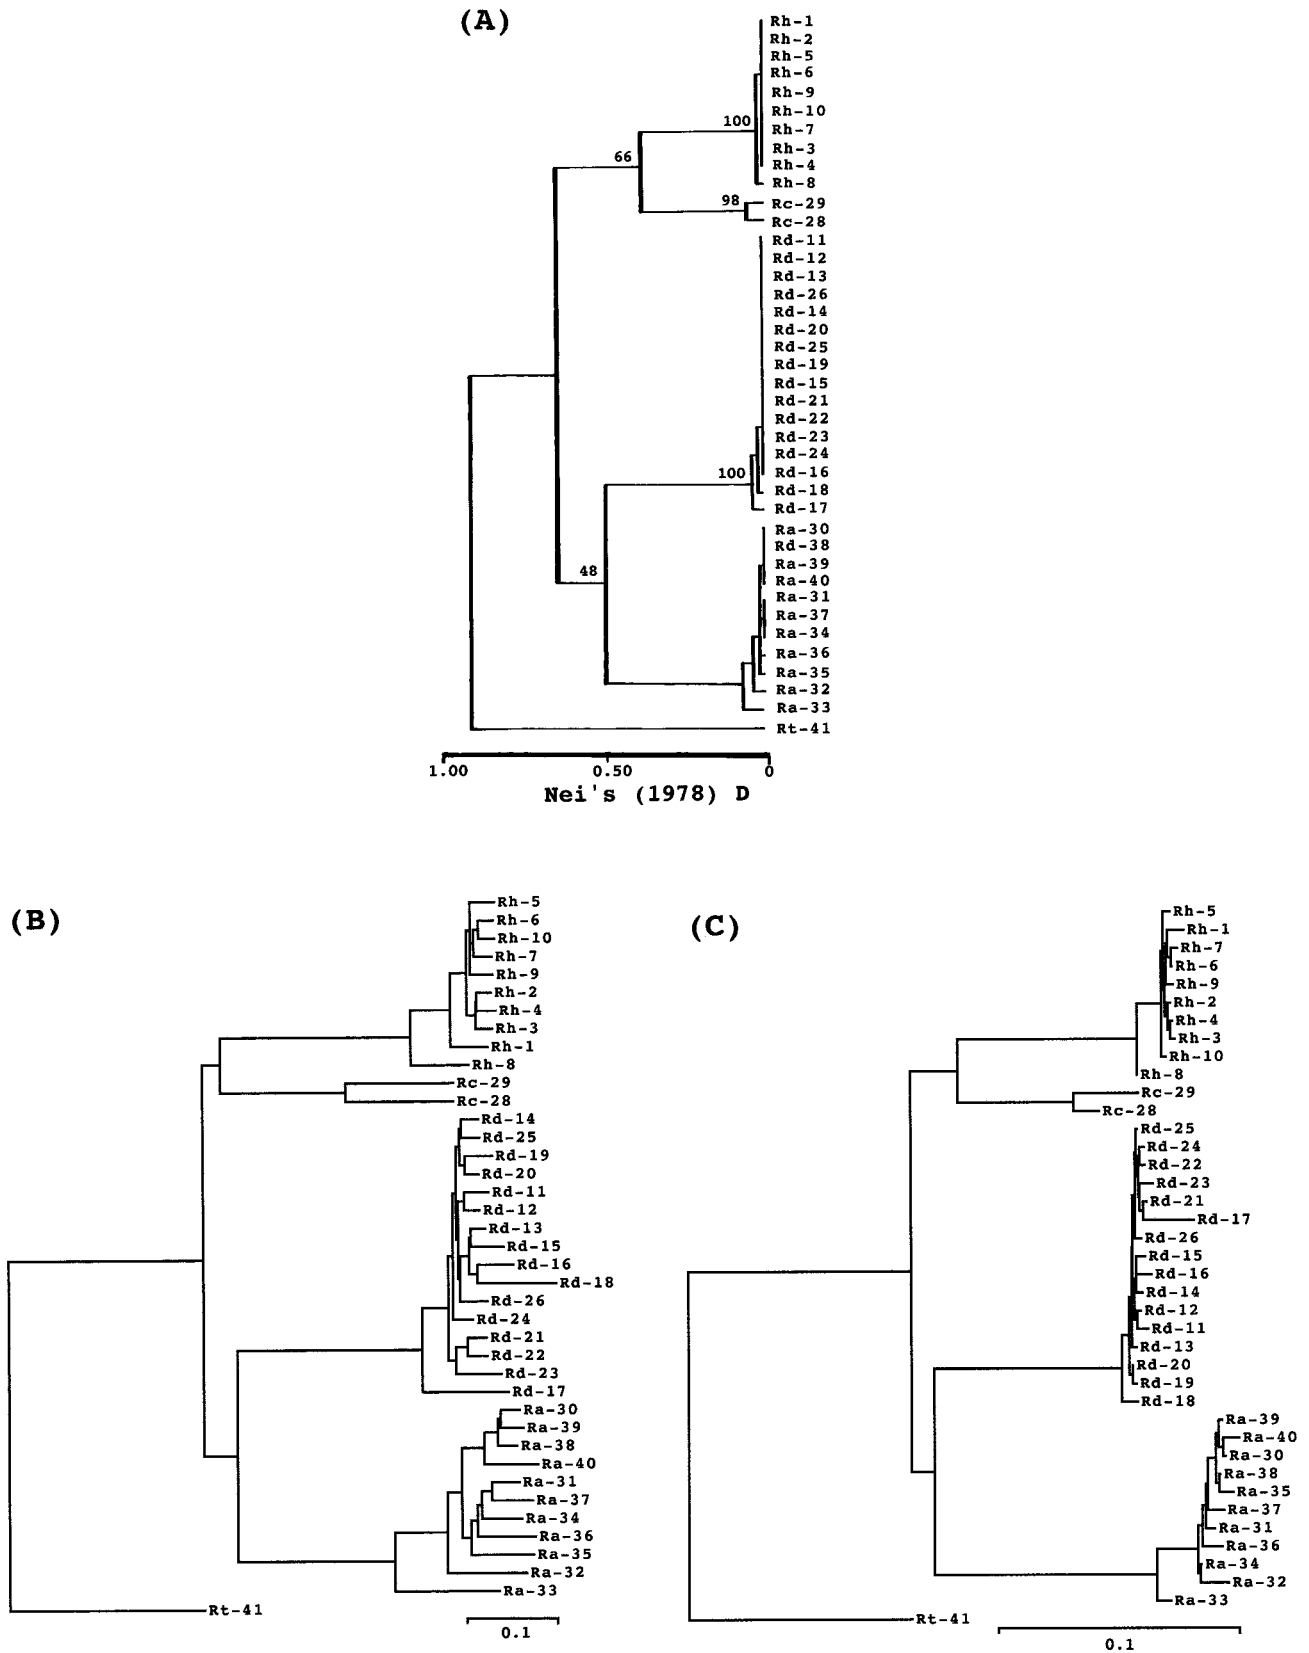 (A)
Rh-1
Rh-2
Rh-5
Rh-6
Rh-9
Rh-10
100
Rh-7
Rh-3
66
Rh-4
Rh-8
98
Rc-29
Rc-28
Rd-11
Rd-12
Rd-13
Rd-26
Rd-14
Rd-20
Rd-25
Rd-19
Rd-15
Rd-21
Rd-22
Rd-23
Rd-24
100
Rd-16
Rd-18
Rd-17
Ra-30
Rd-38
Ra-39
48
Ra-40
Ra-31
Ra-37
Ra-34
Ra-36
Ra-35
Ra-32
Ra-33
Rt-41
1.00 0.50 0
Nei's (1978) D
(B)
Rh-5
Rh-6
Rh-10
Rh-7
Rh-9
Rh-2
Rh-4
Rh-3
Rh-1
Rh-8
Rc-29
Rc-28
Rd-14
Rd-25
Rd-19
Rd-20
Rd-11
Rd-12
Rd-13
Rd-15
Rd-16
Rd-18
Rd-26
Rd-24
Rd-21
Rd-22
Rd-23
Rd-17
Ra-30
Ra-39
Ra-38
Ra-40
Ra-31
Ra-37
Ra-34
Ra-36
Ra-35
Ra-32
Ra-33
Rt-41
0.1
(C)
Rh-5
Rh-1
Rh-7
Rh-6
Rh-9
Rh-2
Rh-4
Rh-3
Rh-10
Rh-8
Rc-29
Rc-28
Rd-25
Rd-24
Rd-22
Rd-23
Rd-21
Rd-17
Rd-26
Rd-15
Rd-16
Rd-14
Rd-12
Rd-11
Rd-13
Rd-20
Rd-19
Rd-18
Ra-39
Ra-40
Ra-30
Ra-38
Ra-35
Ra-37
Ra-31
Ra-36
Ra-34
Ra-32
Ra-33
Rt-41
0.1